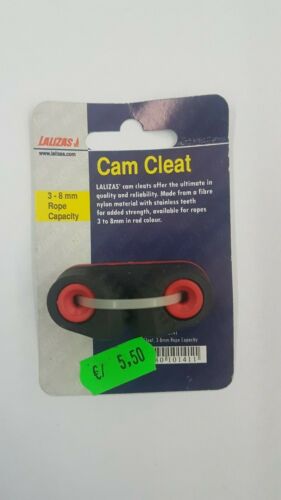 LALIZAS
www.lalizas.com
Cam Cleat
3 - 8 mm
Rope
Capacity
LALIZAS' cam cleats offer the ultimate in
quality and reliability. Made from a fibre
nylon material with stainless teeth
for added strength, available for ropes
3 to 8mm in red colour.
Cleat, 3-8mm Rope Capacity
101411
€/ 5,50